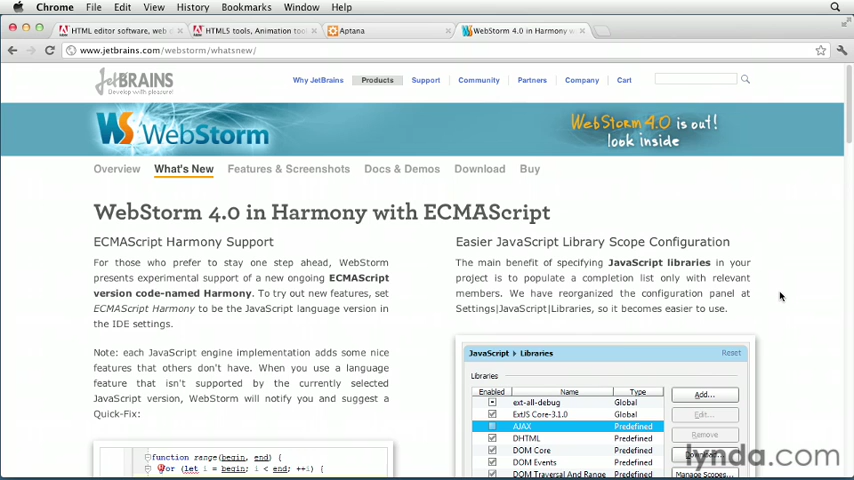 Chrome File Edit View History Bookmarks Window Help
HTML editor software, web d
HTML5 tools, Animation tool
Aptana
WebStorm 4.0 in Harmony w
www.jetbrains.com/webstorm/whatsnew/
JETBRAINS
Develop with pleasure!
Why JetBrains Products Support Community Partners Company Cart
WS WebStorm
WebStorm 4.0 is out!
look inside
Overview What's New Features & Screenshots Docs & Demos Download Buy
WebStorm 4.0 in Harmony with ECMAScript
ECMAScript Harmony Support
For those who prefer to stay one step ahead, WebStorm
presents experimental support of a new ongoing ECMAScript
version code-named Harmony. To try out new features, set
ECMAScript Harmony to be the JavaScript language version in
the IDE settings.
Note: each JavaScript engine implementation adds some nice
features that others don't have. When you use a language
feature that isn't supported by the currently selected
JavaScript version, WebStorm will notify you and suggest a
Quick-Fix:
function range(begin, end) {
for (let i = begin; i < end; ++i) {
Easier JavaScript Library Scope Configuration
The main benefit of specifying JavaScript libraries in your
project is to populate a completion list only with relevant
members. We have reorganized the configuration panel at
Settings|JavaScript|Libraries, so it becomes easier to use.
JavaScript > Libraries Reset
Libraries
Enabled Name Type
ext-all-debug Global
ExtJS Core-3.1.0 Global
AJAX Predefined
DHTML Predefined
DOM Core Predefined
DOM Events Predefined
DOM Traversal And Range Predefined
Add...
Edit...
Remove
Download...
Manage Scopes...
lynda.com